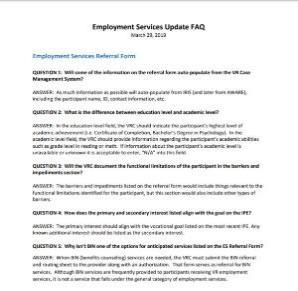 Employment Services Update FAQ
March 29, 2019
Employment Services Referral Form
QUESTION 1: Will some of the information on the referral form auto-populate from the VR Case
Management System?
ANSWER: As much information as possible will auto-populate from IRIS (and later from AWARE),
including the participant name, ID, contact information, etc.
QUESTION 2: What is the difference between education level and academic level?
ANSWER: In the education level field, the VRC should indicate the participant's highest level of
academic achievement (i.e. Certificate of Completion, Bachelor's Degree in Psychology). In the
academic level field, the VRC should provide information regarding the participant's academic abilities
such as grade level in reading or math. If information about the participant's academic level is
unavailable or unknown it is acceptable to enter, "N/A" into this field.
QUESTION 3: Will the VRC document the functional limitations of the participant in the barriers and
impediments section?
ANSWER: The barriers and impediments listed on the referral form would include things relevant to the
functional limitations identified for the participant, but this section would also include other types of
barriers.
QUESTION 4: How does the primary and secondary interest listed align with the goal on the IPE?
ANSWER: The primary interest should align with the vocational goal listed on the most recent IPE. Any
known additional interest should be listed as the secondary interest.
QUESTION 5: Why isn't BIN one of the options for anticipated services listed on the ES Referral Form?
ANSWER: When BIN (benefits counseling) services are needed, the VRC must submit the BIN referral
and routing sheet to the provider along with an authorization. That form serves as referral for BIN
services. Although BIN services are frequently provided to participants receiving VR employment
services, it is not a service that falls under the general category of employment services.